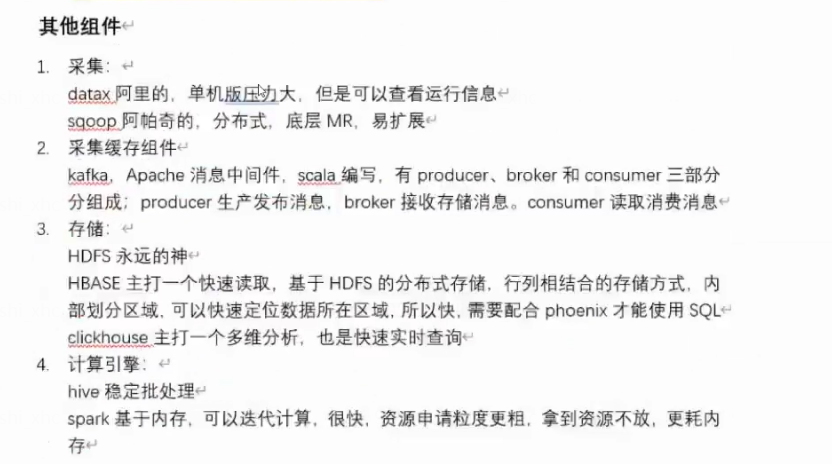 其他组件
1. 采集：
datax 阿里的，单机版压力大，但是可以查看运行信息
sqoop 阿帕奇的，分布式，底层 MR，易扩展
2. 采集缓存组件
kafka，Apache 消息中间件，scala 编写，有 producer、broker 和 consumer 三部分
分组成；producer 生产发布消息，broker 接收存储消息。consumer 读取消费消息
3. 存储：
HDFS 永远的神
HBASE 主打一个快速读取，基于 HDFS 的分布式存储，行列相结合的存储方式，内
部划分区域，可以快速定位数据所在区域，所以快，需要配合 phoenix 才能使用 SQL
clickhouse 主打一个多维分析，也是快速实时查询
4. 计算引擎：
hive 稳定批处理
spark 基于内存，可以迭代计算，很快，资源申请粒度更粗，拿到资源不放，更耗内
存